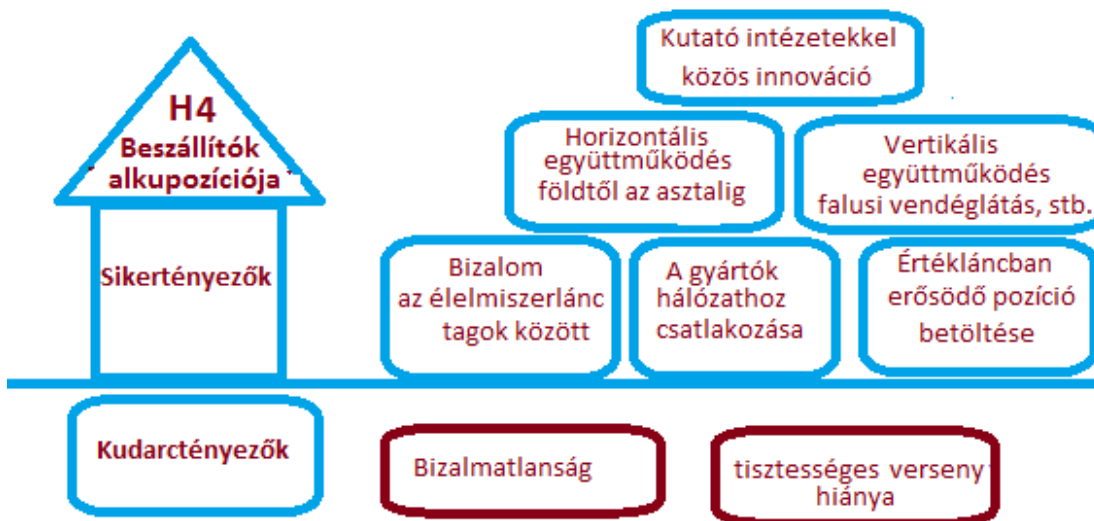 H4
Beszállítók
alkupozíciója
Sikertényezők
Kutató intézetekkel
közös innováció
Horizontális
együttműködés
földtől az asztalig
Vertikális
együttműködés
falusi vendéglátás, stb.
Bizalom
az élelmiszerlánc
tagok között
A gyártók
hálózathoz
csatlakozása
Értékláncban
erősödő pozíció
betöltése
Kudarctényezők
Bizalmatlanság
tisztességes verseny
hiánya